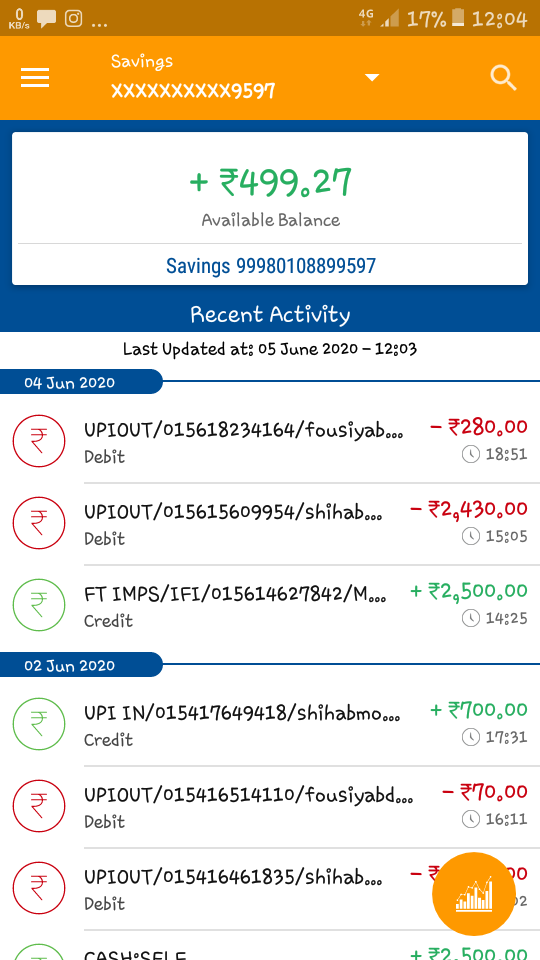 0
KB/s
...
4G
17%
12:04
Savings
XXXXXXXXXX9597
+ ₹499.27
Available Balance
Savings 99980108899597
Recent Activity
Last Updated at: 05 June 2020 - 12:03
04 Jun 2020
UPIOUT/015618234164/fousiyab... - ₹280.00
Debit 18:51
UPIOUT/015615609954/shihab... - ₹2,430.00
Debit 15:05
FT IMPS/IFI/015614627842/M... + ₹2,500.00
Credit 14:25
02 Jun 2020
UPI IN/015417649418/shihabmo... + ₹700.00
Credit 17:31
UPIOUT/015416514110/fousiyabd... - ₹70.00
Debit 16:11
UPIOUT/015416461835/shihab...
Debit
CASH:SELF + ₹2,500.00